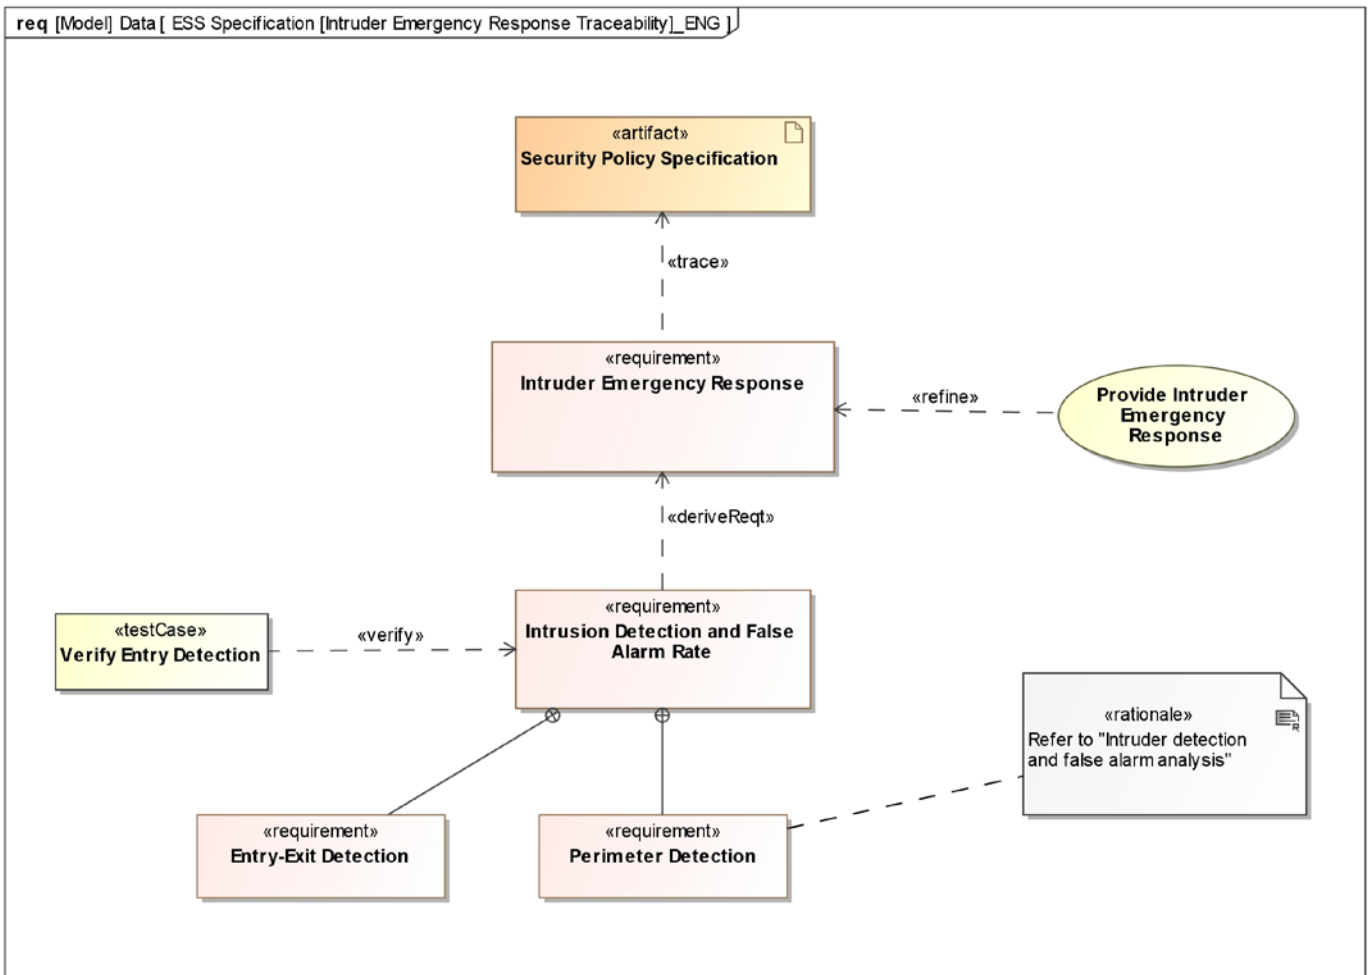 req [Model] Data [ ESS Specification [Intruder Emergency Response Traceability]_ENG ]
«artifact»
Security Policy Specification
«trace»
«requirement»
Intruder Emergency Response
«refine»
Provide Intruder
Emergency
Response
«deriveReqt»
«requirement»
Intrusion Detection and False
Alarm Rate
«testCase»
Verify Entry Detection
«verify»
«rationale»
Refer to "Intruder detection
and false alarm analysis"
«requirement»
Entry-Exit Detection
«requirement»
Perimeter Detection